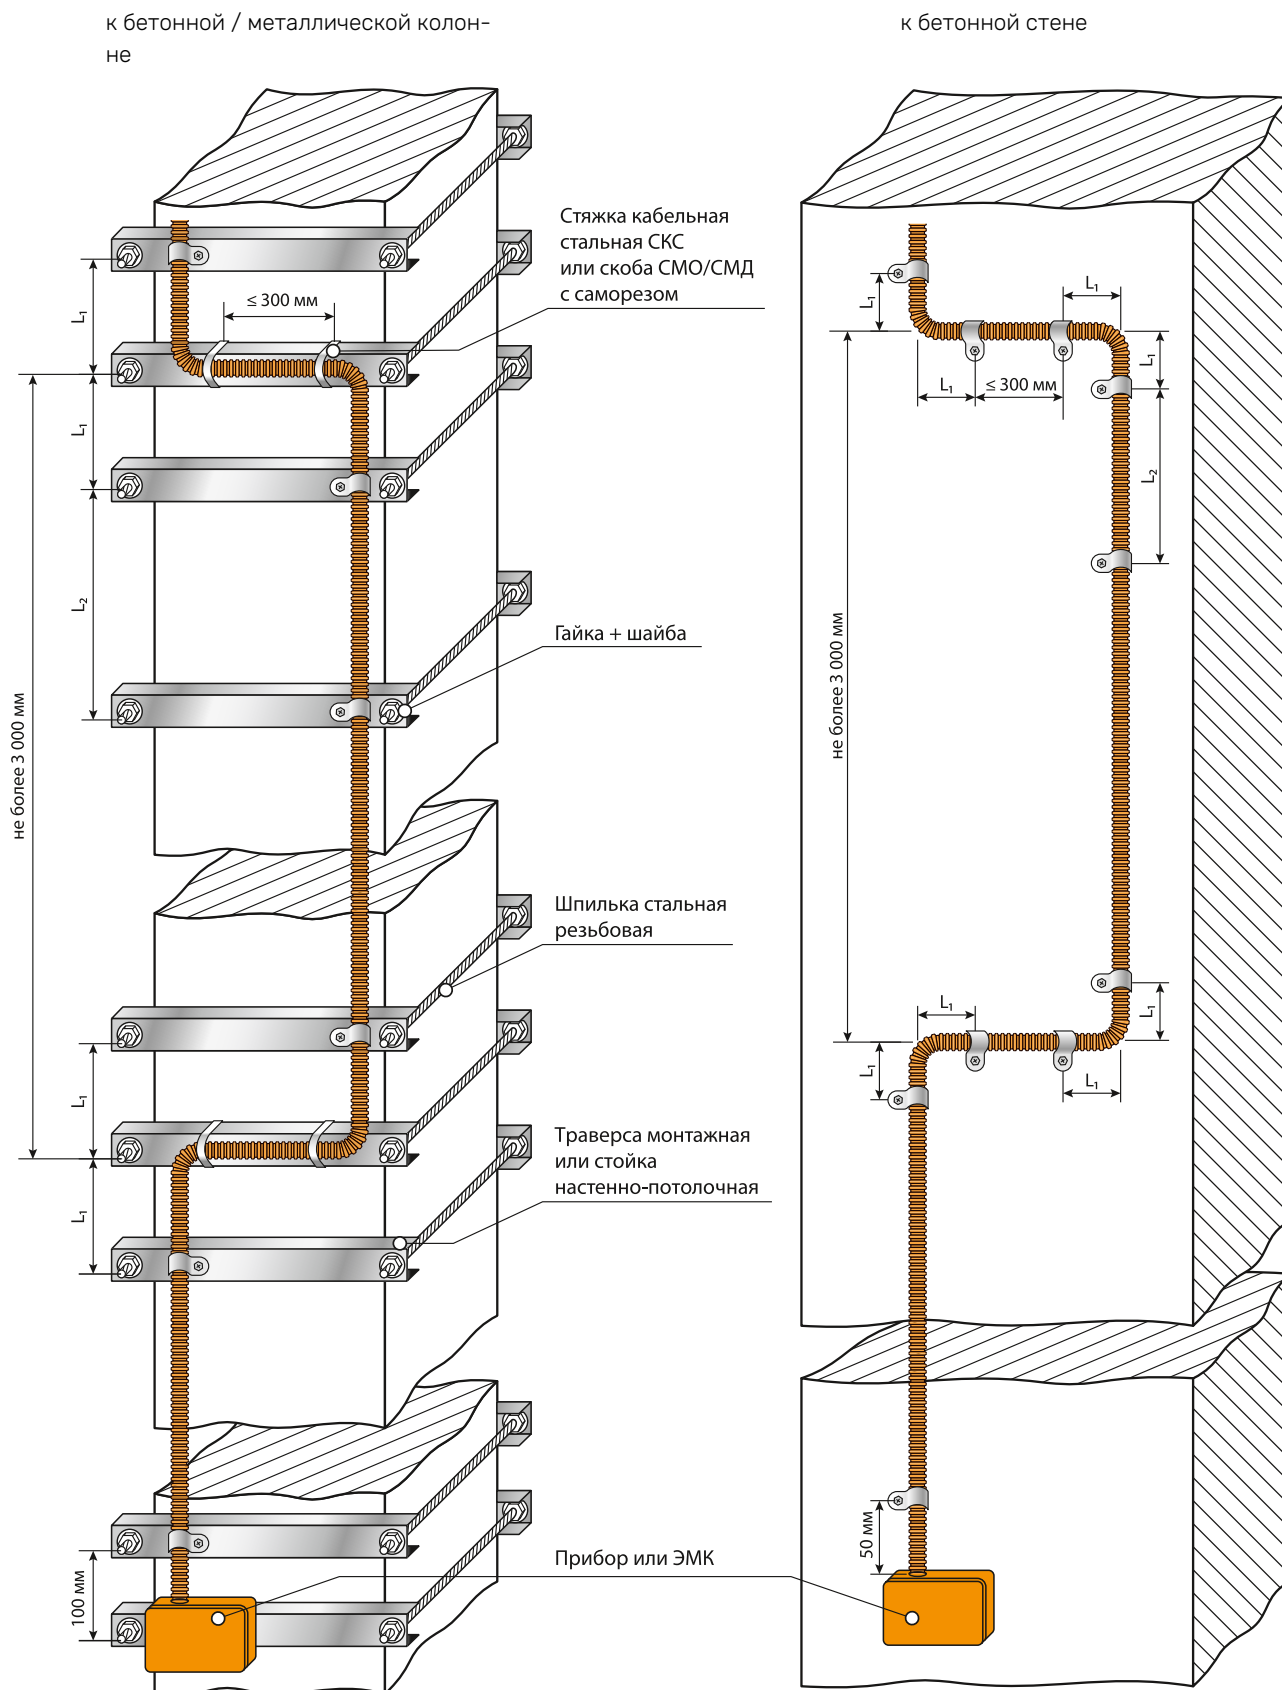 к бетонной / металлической колон-
не
к бетонной стене
Стяжка кабельная
стальная СКС
или скоба СМО/СМД
с саморезом
≤ 300 мм
L₁
L₁
L₂
не более 3 000 мм
Гайка + шайба
Шпилька стальная
резьбовая
L₁
L₁
Траверса монтажная
или стойка
настенно-потолочная
100 мм
Прибор или ЭМК
L₁
L₁
L₁
L₁
≤ 300 мм
L₂
не более 3 000 мм
L₁
L₁
L₁
L₁
50 мм